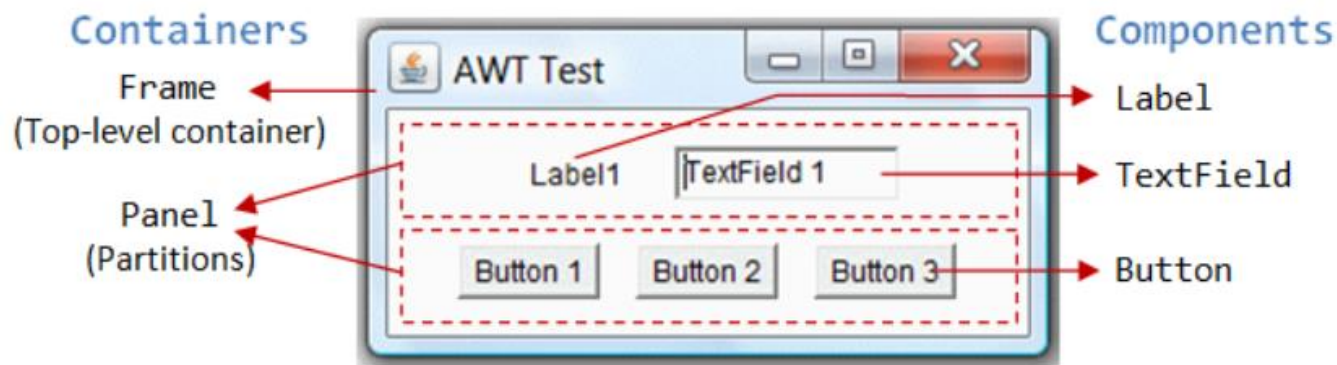 Containers
Components
AWT Test
Frame
(Top-level container)
Label
Label1
TextField 1
TextField
Panel
(Partitions)
Button 1
Button 2
Button 3
Button